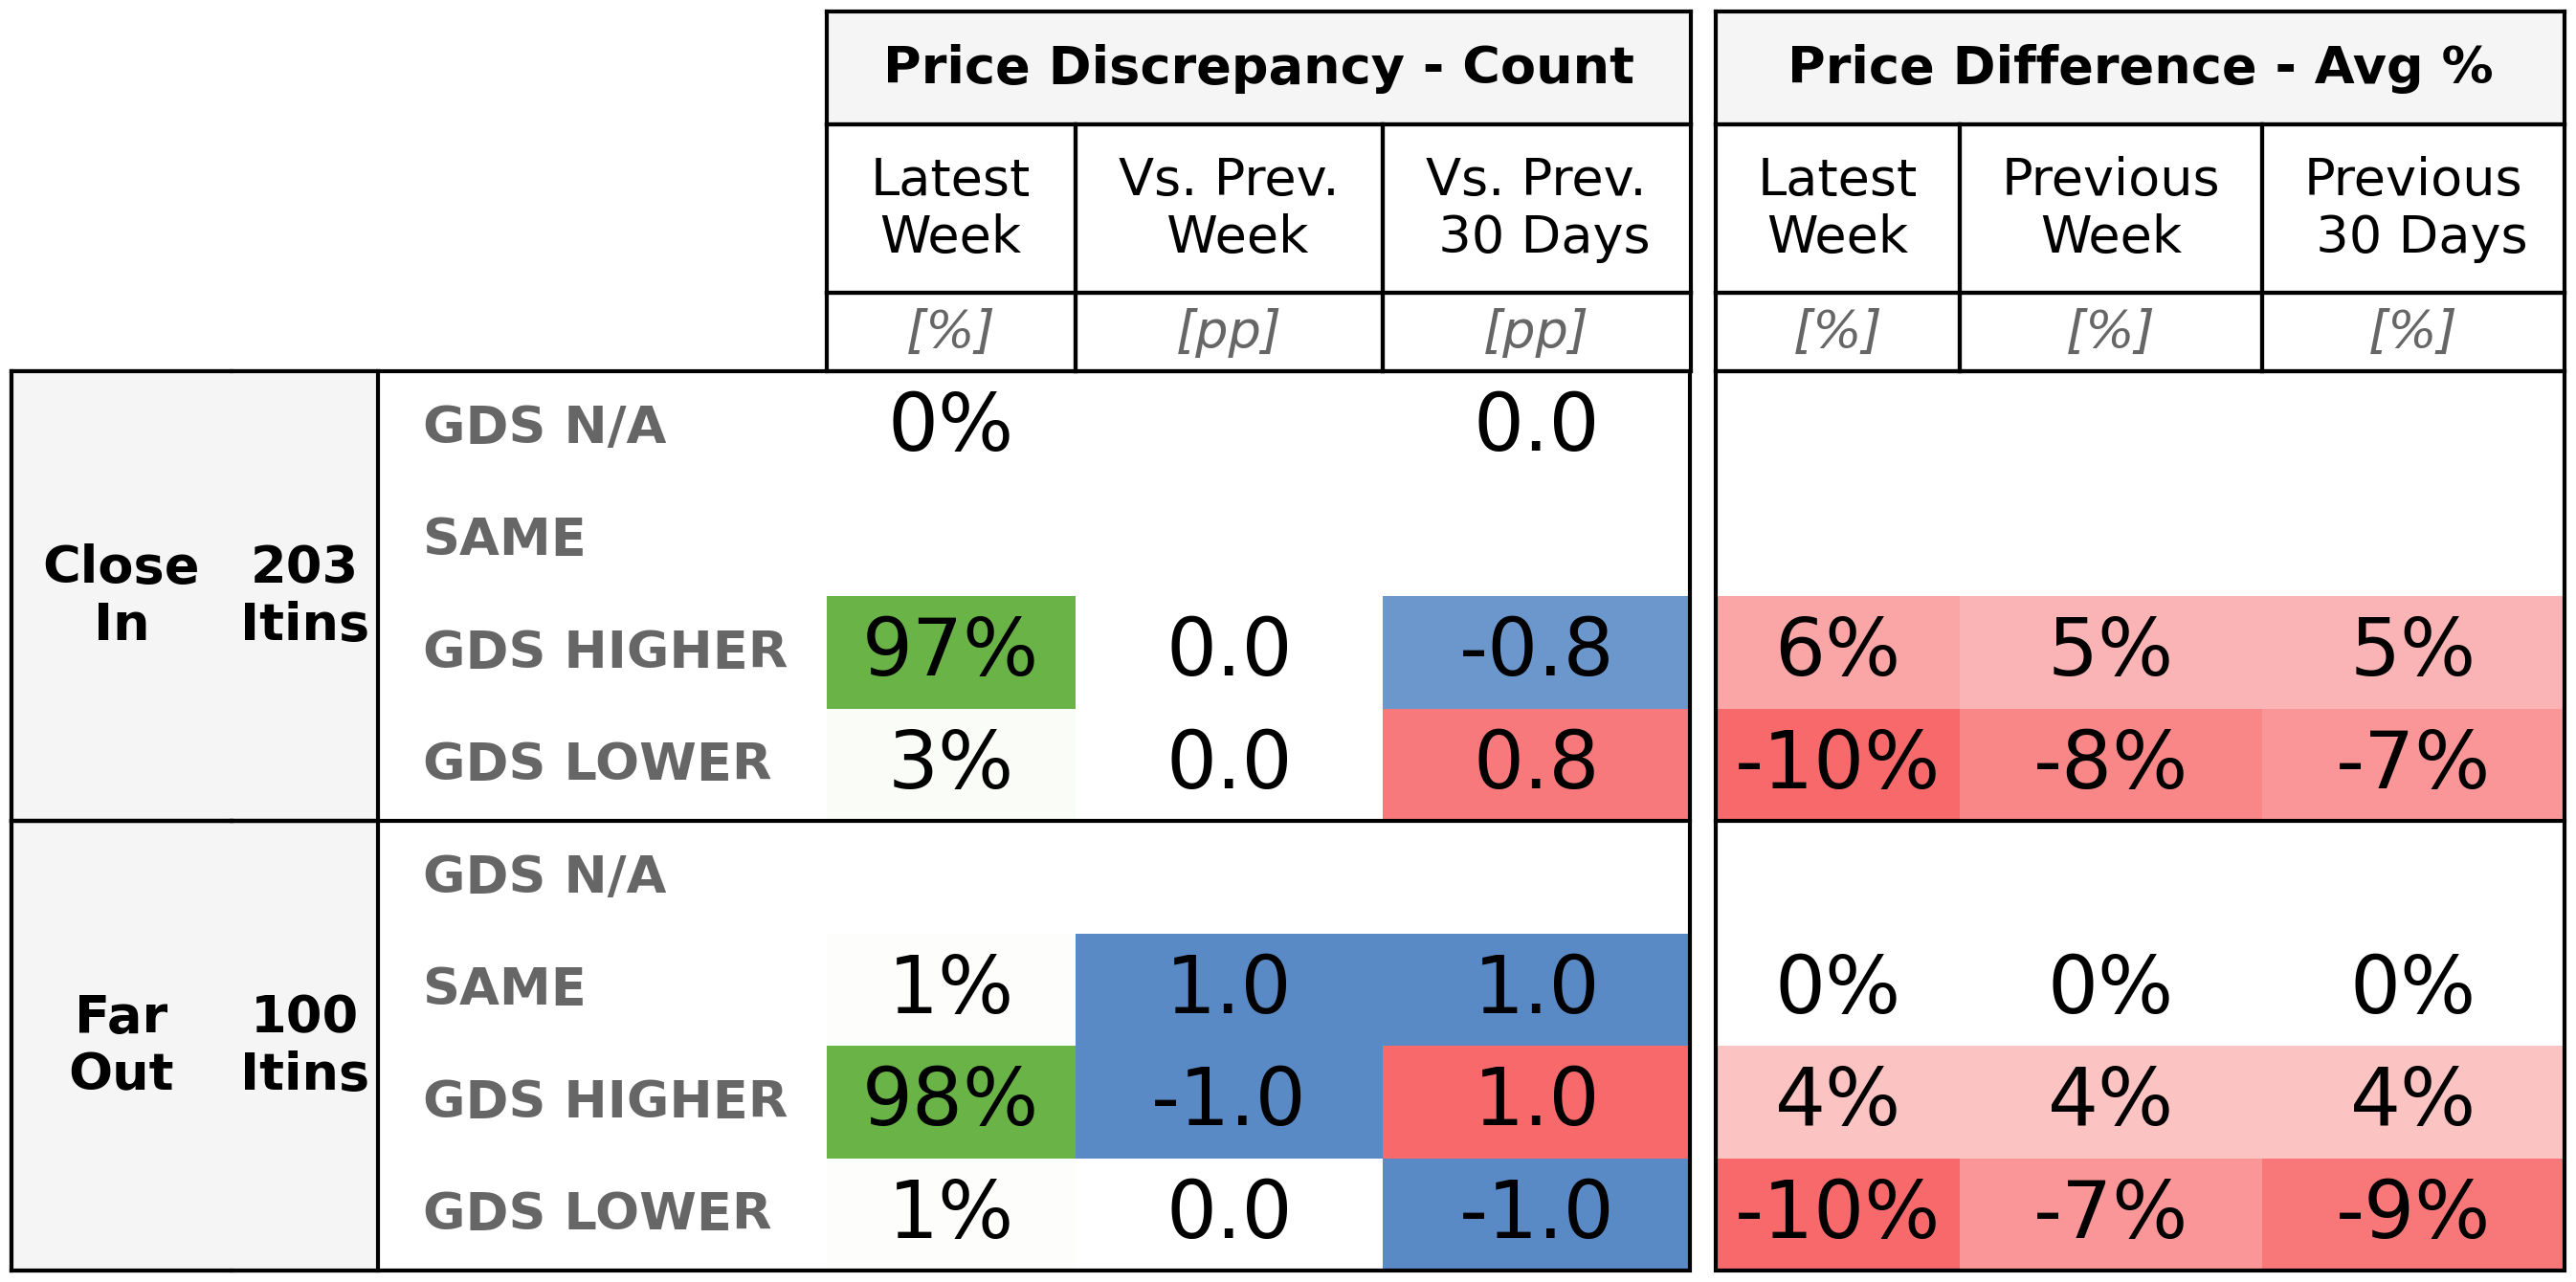 Price Discrepancy - Count Price Difference - Avg %
Latest Week Vs. Prev. Week Vs. Prev. 30 Days Latest Week Previous Week Previous 30 Days
[%] [pp] [pp] [%] [%] [%]
Close In 203 Itins
GDS N/A 0% 0.0
SAME
GDS HIGHER 97% 0.0 -0.8 6% 5% 5%
GDS LOWER 3% 0.0 0.8 -10% -8% -7%
Far Out 100 Itins
GDS N/A
SAME 1% 1.0 1.0 0% 0% 0%
GDS HIGHER 98% -1.0 1.0 4% 4% 4%
GDS LOWER 1% 0.0 -1.0 -10% -7% -9%